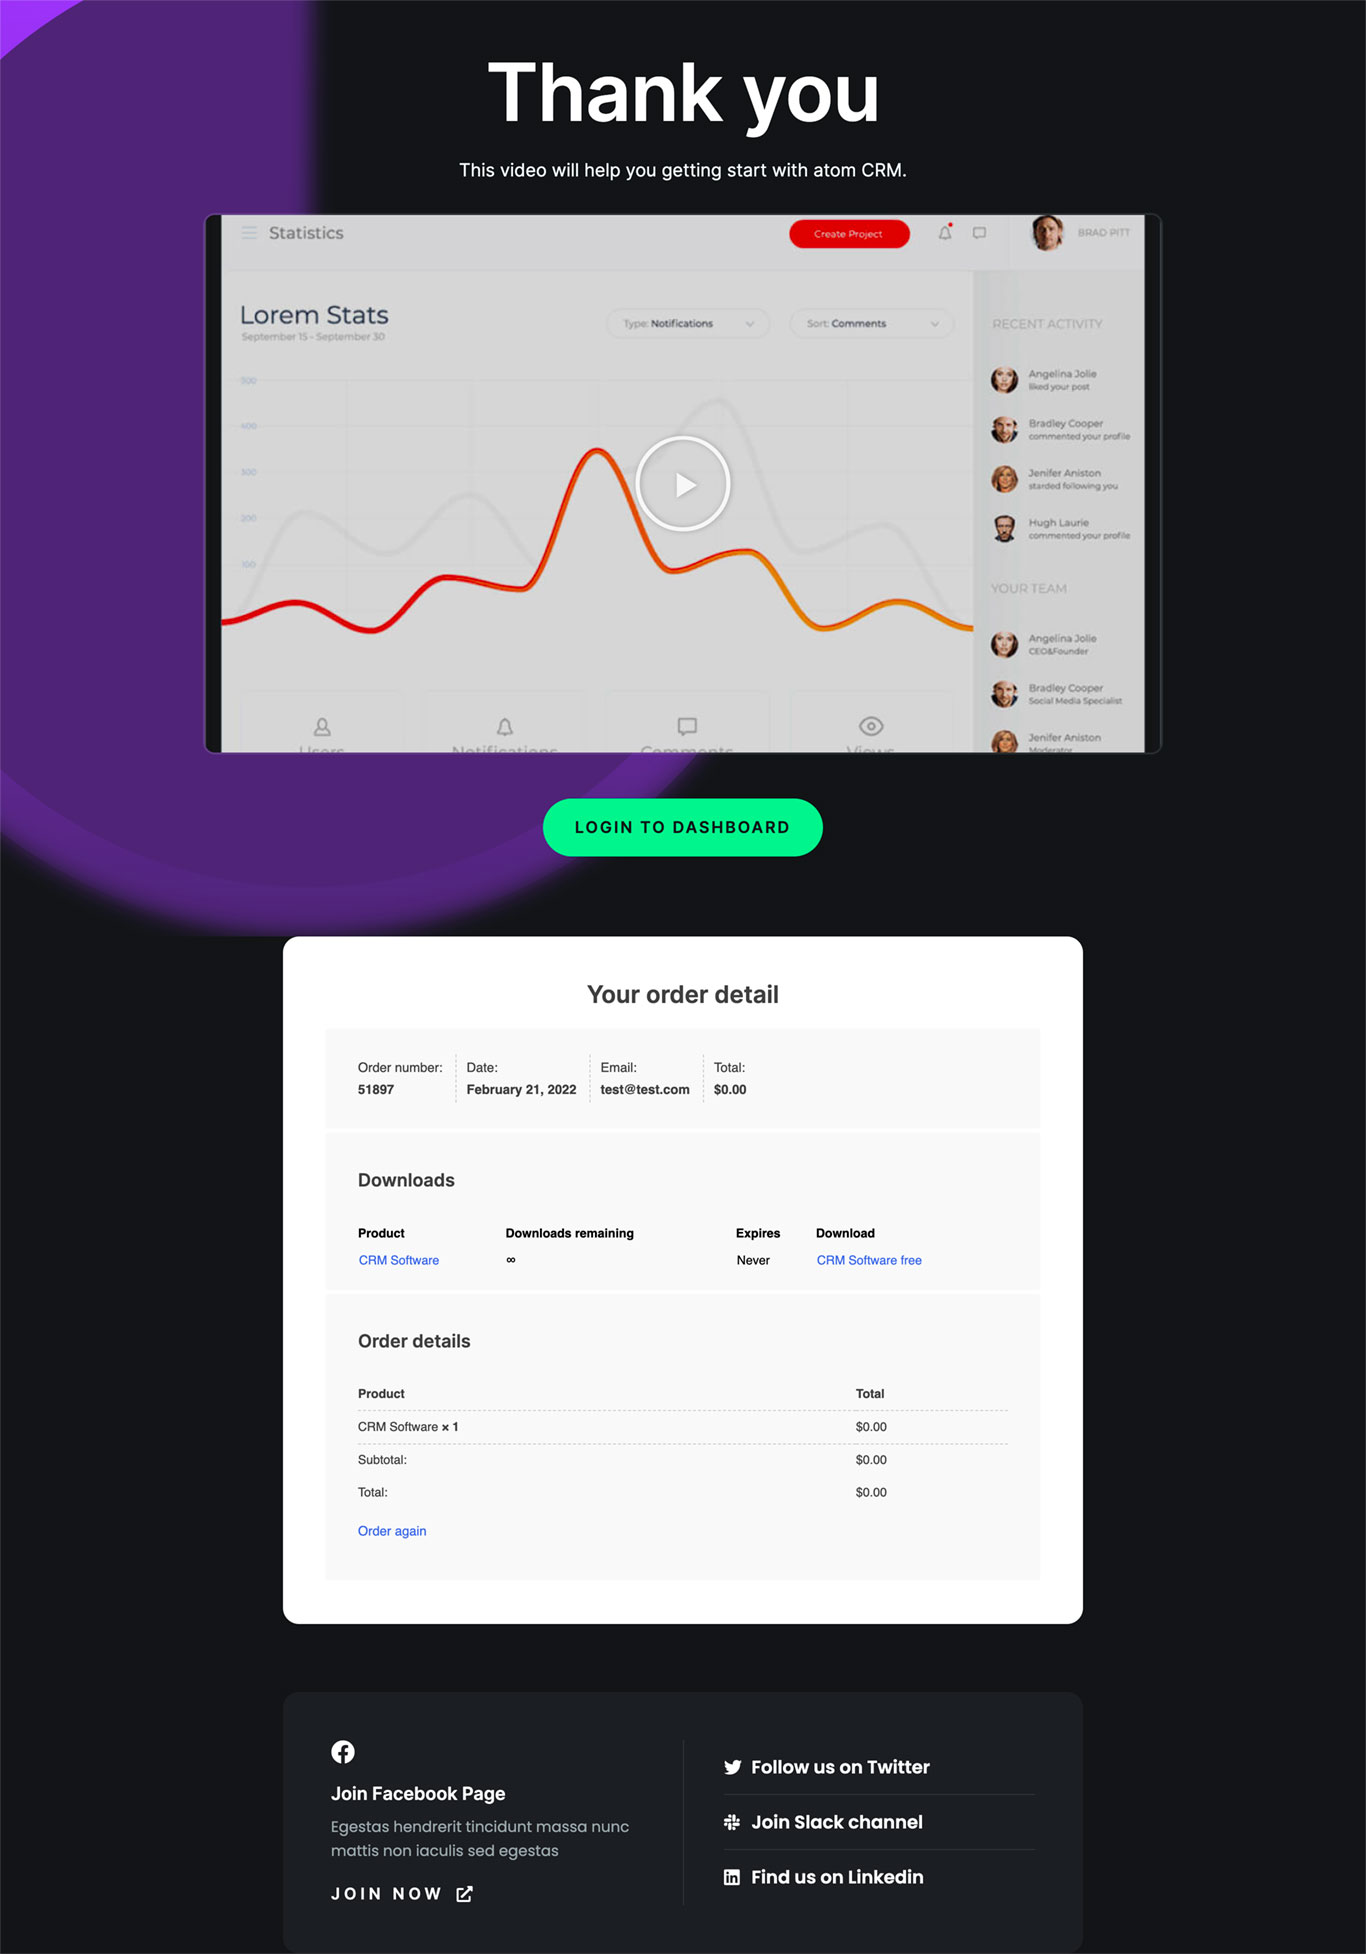 Thank you
This video will help you getting start with atom CRM.
Statistics
Create Project
BRAD PITT
Lorem Stats
September 15 - September 30
Type: Notifications
Sort: Comments
500
400
300
200
100
Users
Notifications
Comments
Views
RECENT ACTIVITY
Angelina Jolie
liked your post
Bradley Cooper
commented your profile
Jenifer Aniston
starded following you
Hugh Laurie
commented your profile
YOUR TEAM
Angelina Jolie
CEO&Founder
Bradley Cooper
Social Media Specialist
Jenifer Aniston
Moderator
LOGIN TO DASHBOARD
Your order detail
Order number: Date: Email: Total:
51897 February 21, 2022 test@test.com $0.00
Downloads
Product Downloads remaining Expires Download
CRM Software ∞ Never CRM Software free
Order details
Product Total
CRM Software × 1 $0.00
Subtotal: $0.00
Total: $0.00
Order again
Join Facebook Page
Egestas hendrerit tincidunt massa nunc
mattis non iaculis sed egestas
JOIN NOW
Follow us on Twitter
Join Slack channel
Find us on Linkedin